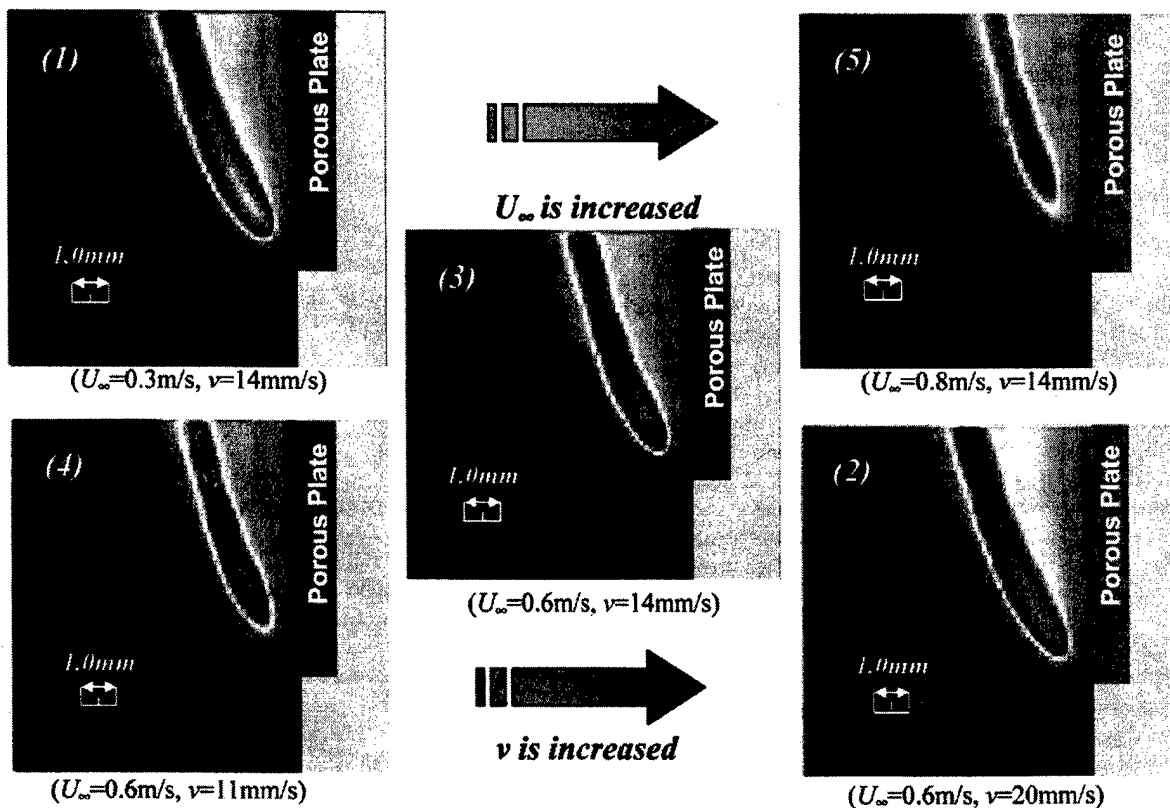 (1)
Porous Plate
1.0mm
(U∞=0.3m/s, v=14mm/s)
U∞ is increased
(5)
Porous Plate
1.0mm
(U∞=0.8m/s, v=14mm/s)
(3)
Porous Plate
1.0mm
(U∞=0.6m/s, v=14mm/s)
(4)
Porous Plate
1.0mm
(U∞=0.6m/s, v=11mm/s)
v is increased
(2)
Porous Plate
1.0mm
(U∞=0.6m/s, v=20mm/s)